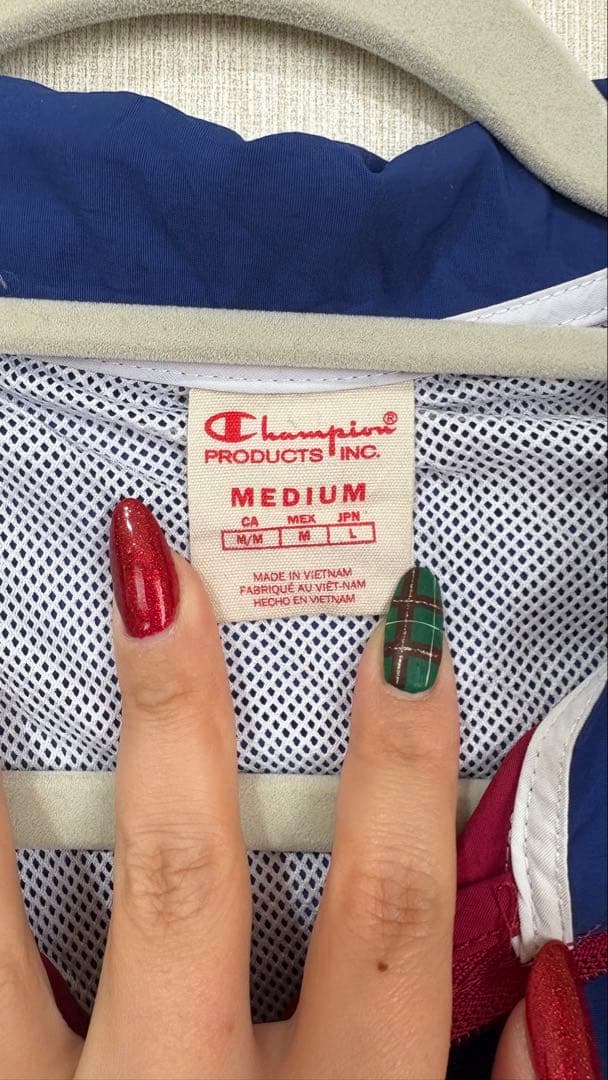 Champion®
PRODUCTS INC.
MEDIUM
CA MEX JPN
M/M M L
MADE IN VIETNAM
FABRIQUÉ AU VIÊT-NAM
HECHO EN VIETNAM